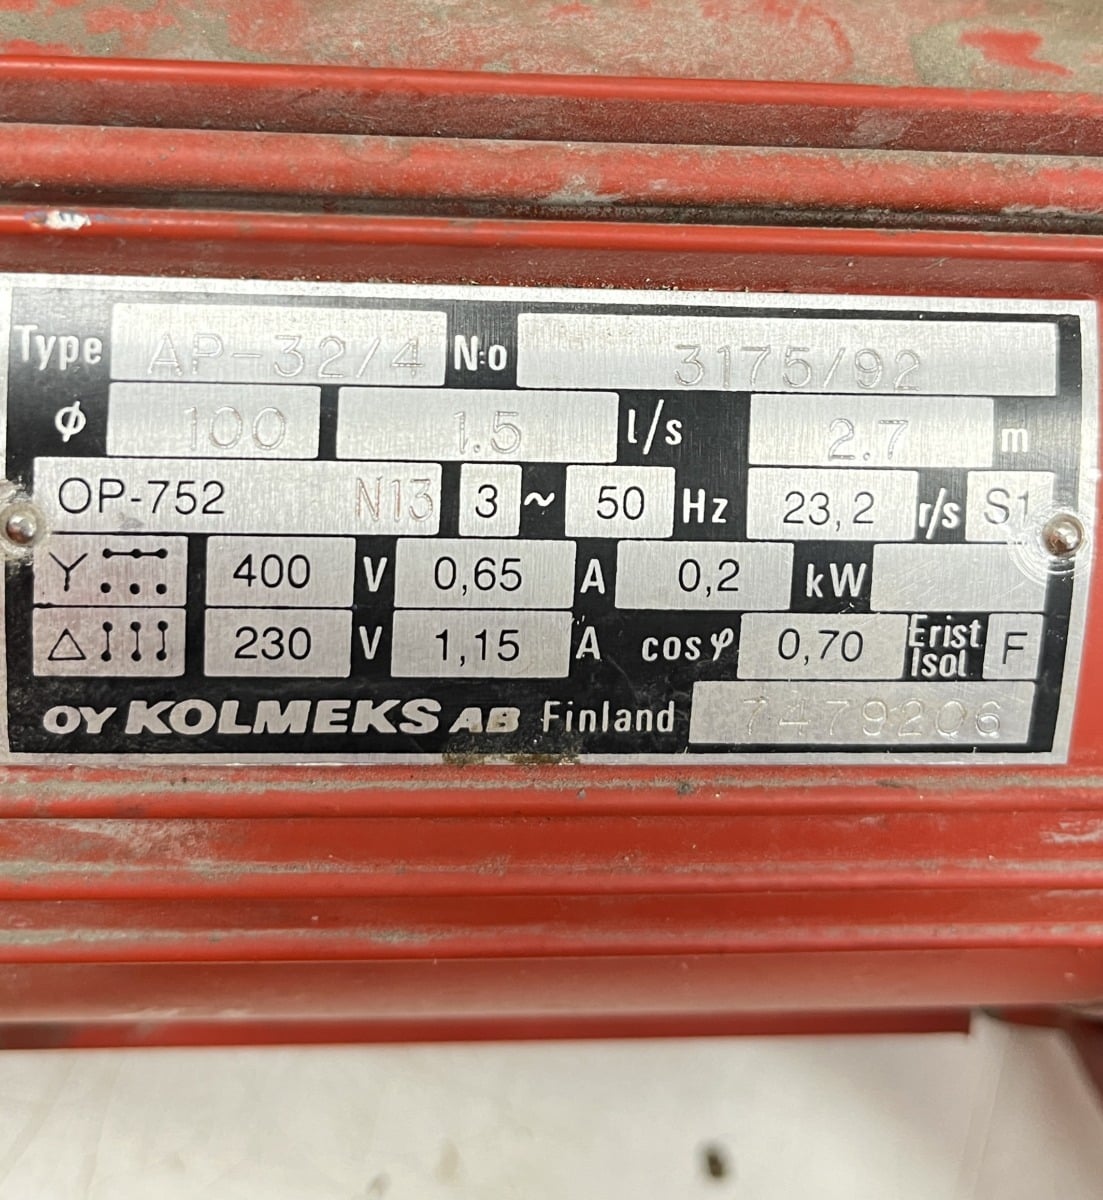 Type AP-32/4 N:o 3175/92
ϕ 100 1.5 l/s 2.7 m
OP-752 N13 3 ~ 50 Hz 23,2 r/s S1
Y 400 V 0,65 A 0,2 kW
△ 230 V 1,15 A cosφ 0,70 Erist. Isol. F
OY KOLMEKS AB Finland 7479206